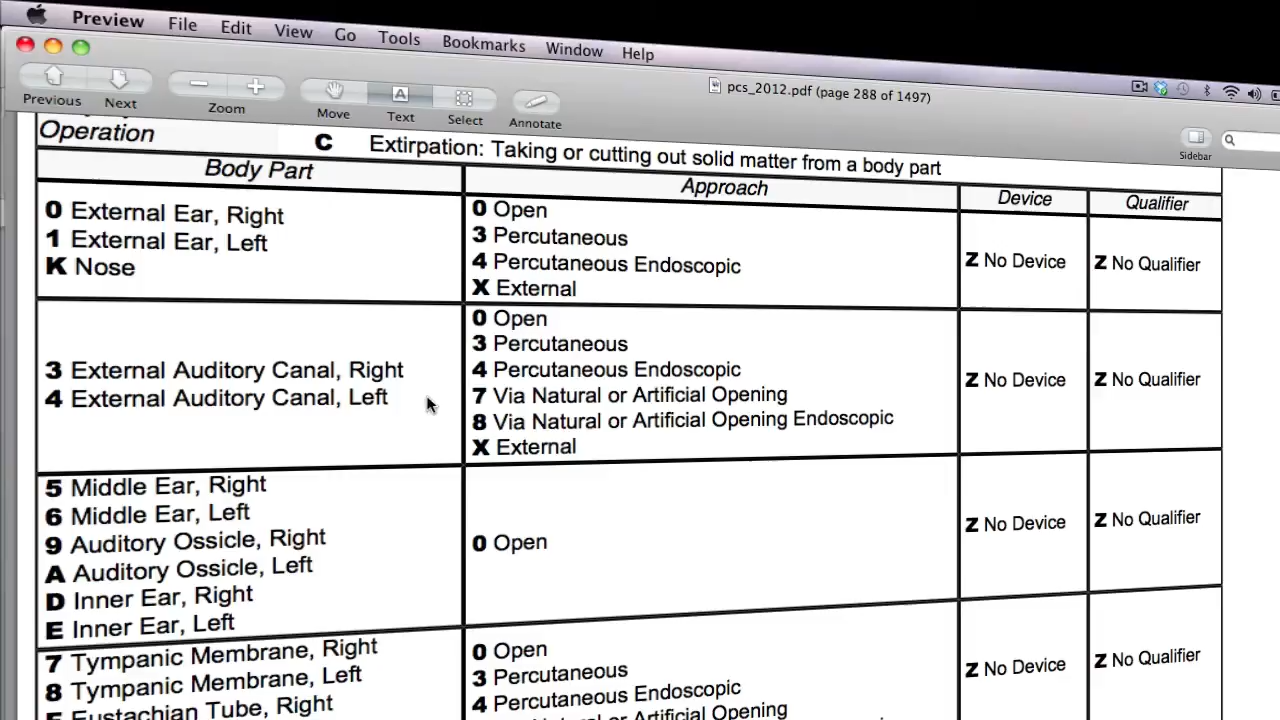 Preview File Edit View Go Tools Bookmarks Window Help
pcs_2012.pdf (page 288 of 1497)
Previous Next Zoom Move Text Select Annotate Sidebar
Operation C Extirpation: Taking or cutting out solid matter from a body part
Body Part Approach Device Qualifier
0 External Ear, Right
1 External Ear, Left
K Nose
0 Open
3 Percutaneous
4 Percutaneous Endoscopic
X External
Z No Device
Z No Qualifier
3 External Auditory Canal, Right
4 External Auditory Canal, Left
0 Open
3 Percutaneous
4 Percutaneous Endoscopic
7 Via Natural or Artificial Opening
8 Via Natural or Artificial Opening Endoscopic
X External
Z No Device
Z No Qualifier
5 Middle Ear, Right
6 Middle Ear, Left
9 Auditory Ossicle, Right
A Auditory Ossicle, Left
D Inner Ear, Right
E Inner Ear, Left
0 Open
Z No Device
Z No Qualifier
7 Tympanic Membrane, Right
8 Tympanic Membrane, Left
Eustachian Tube, Right
0 Open
3 Percutaneous
4 Percutaneous Endoscopic
Natural or Artificial Opening
Z No Device
Z No Qualifier